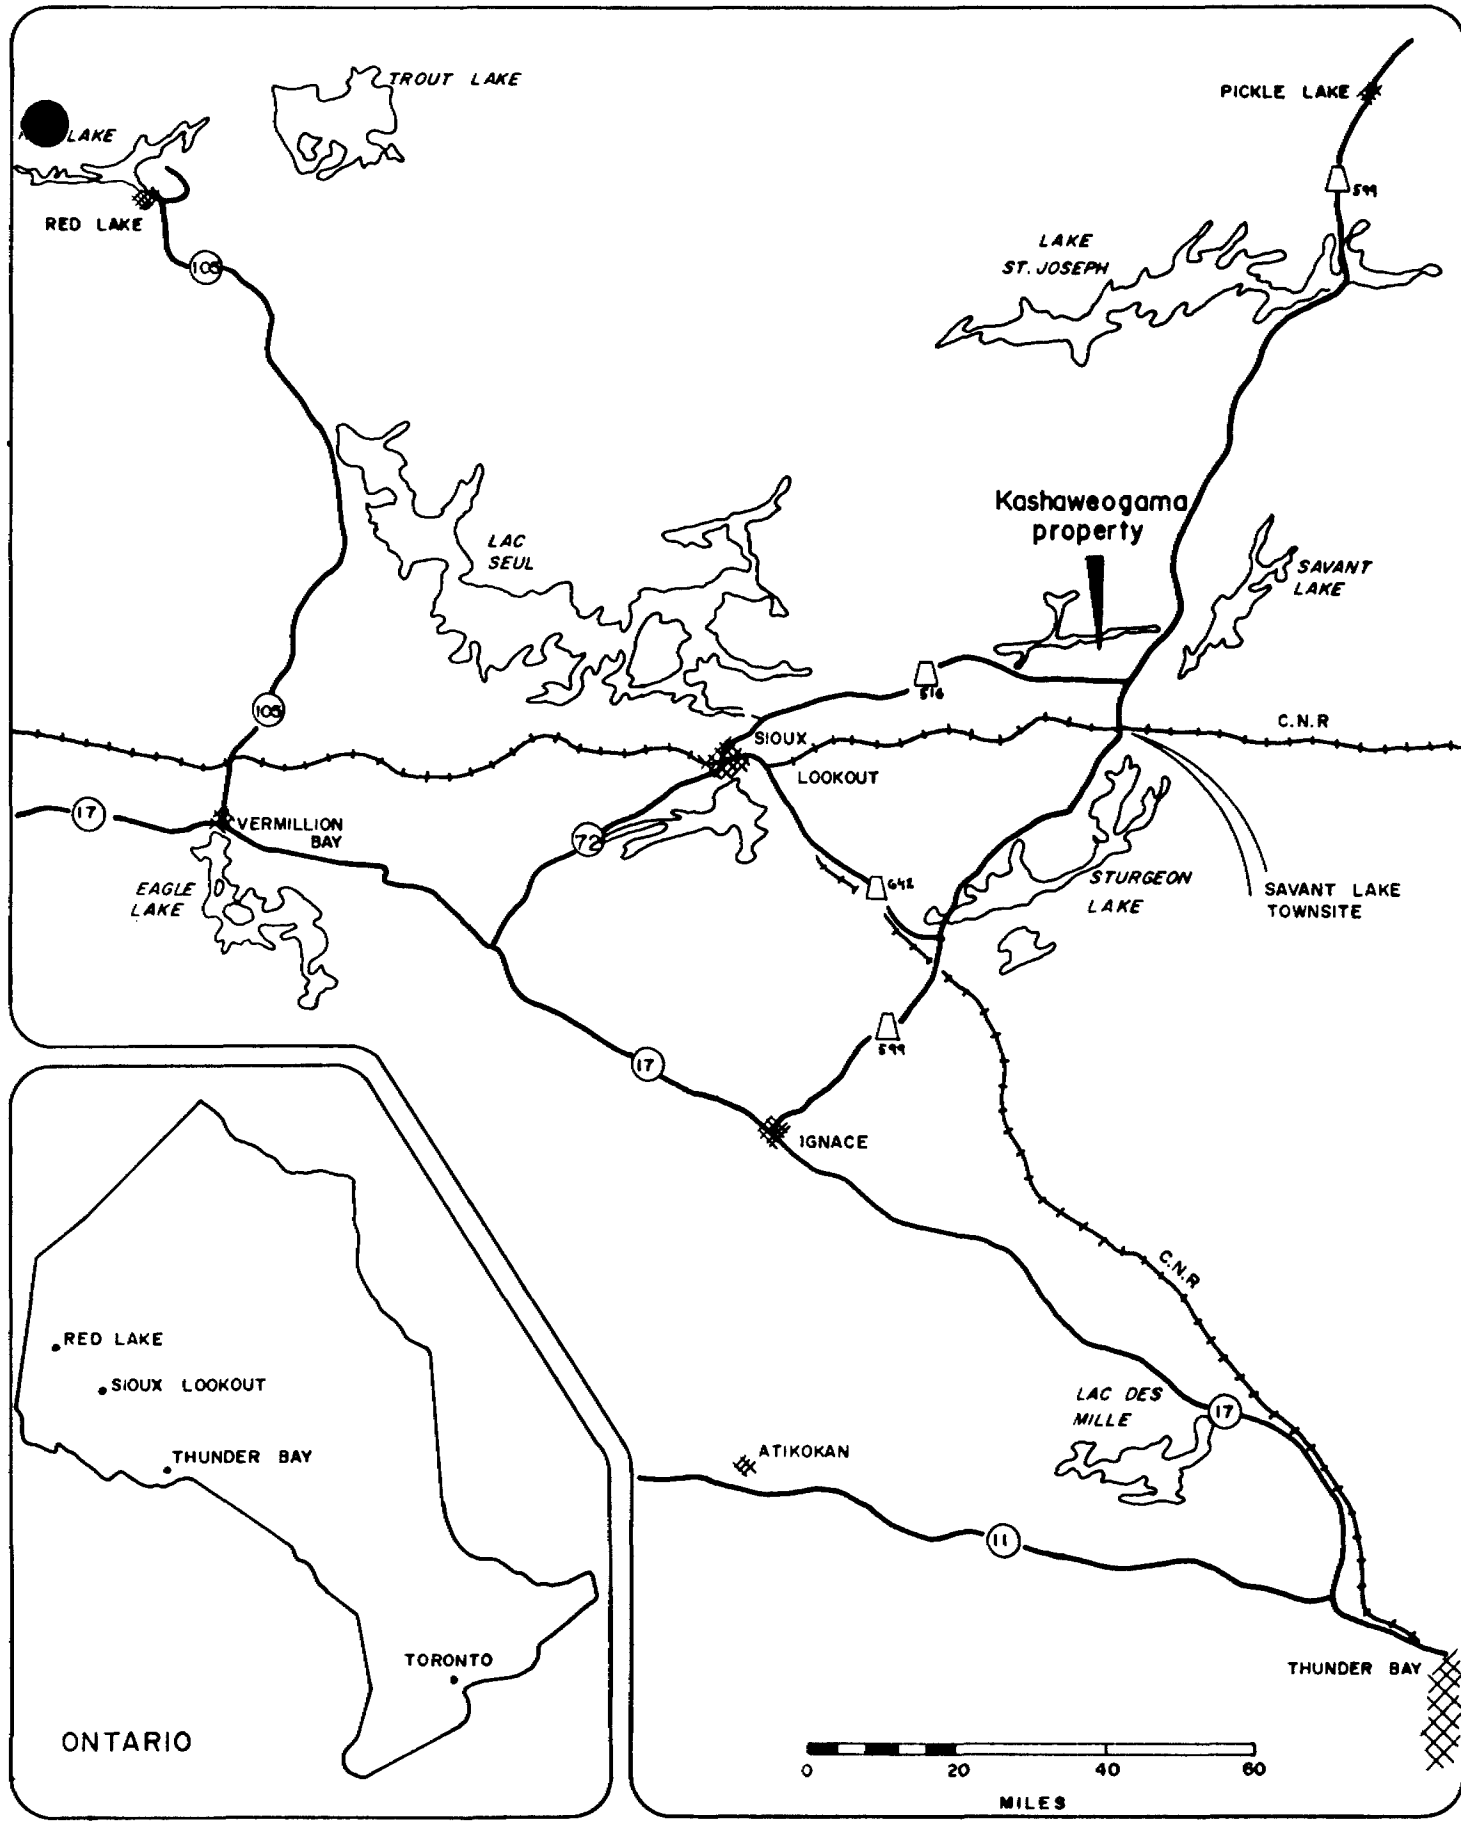 TROUT LAKE
PICKLE LAKE
LAKE
RED LAKE
599
105
LAKE
ST. JOSEPH
Kashaweogama
property
LAC
SEUL
SAVANT
LAKE
516
105
C.N.R
SIOUX
LOOKOUT
17
VERMILLION
BAY
72
642
EAGLE
LAKE
STURGEON
LAKE
SAVANT LAKE
TOWNSITE
599
17
IGNACE
C.N.R
RED LAKE
SIOUX LOOKOUT
THUNDER BAY
TORONTO
ONTARIO
LAC DES
MILLE
17
ATIKOKAN
11
THUNDER BAY
0 20 40 60
MILES